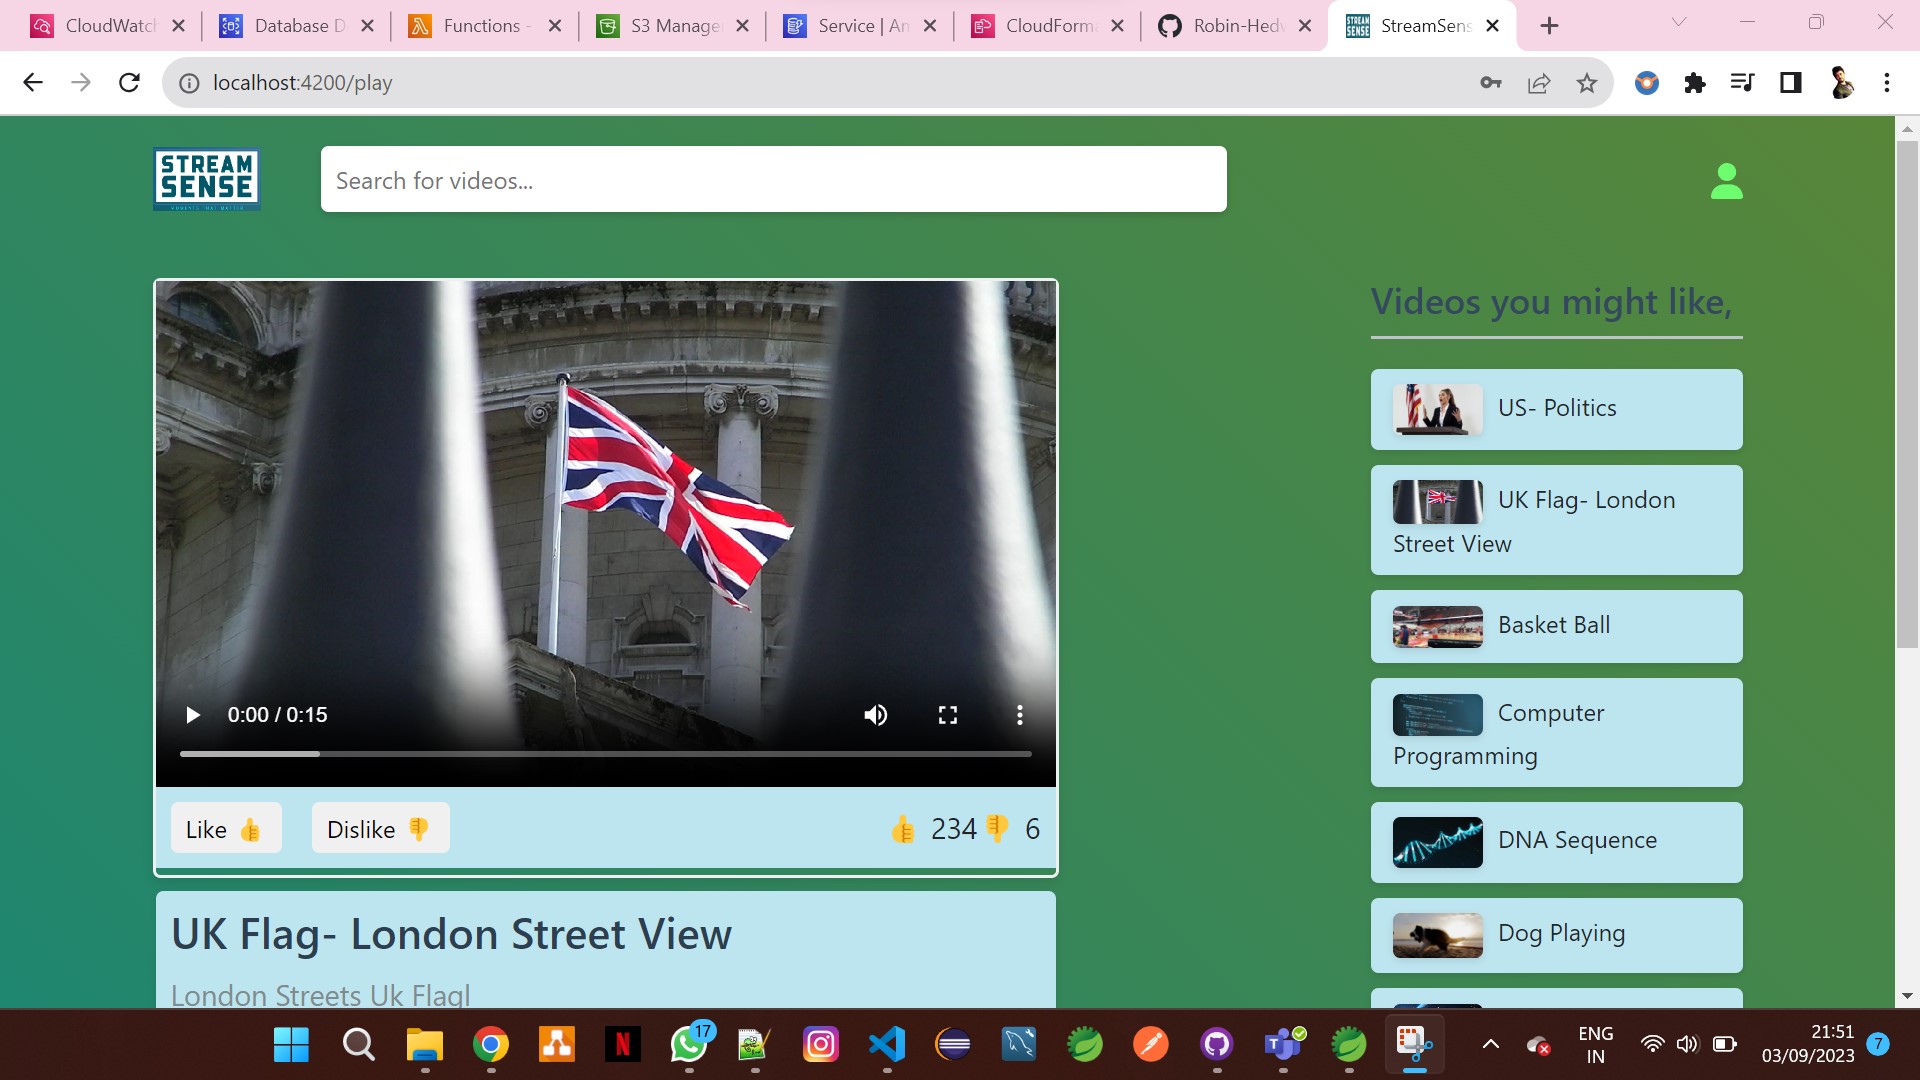 CloudWatch
Database D
Functions -
S3 Manage
Service | Am
CloudForma
Robin-Hedw
StreamSens
localhost:4200/play
STREAM
SENSE
Search for videos...
Videos you might like,
US- Politics
UK Flag- London
Street View
Basket Ball
Computer
Programming
DNA Sequence
Dog Playing
0:00 / 0:15
Like 👍
Dislike 👎
👍 234 👎 6
UK Flag- London Street View
London Streets Uk Flagl
17
ENG
IN
21:51
03/09/2023
7